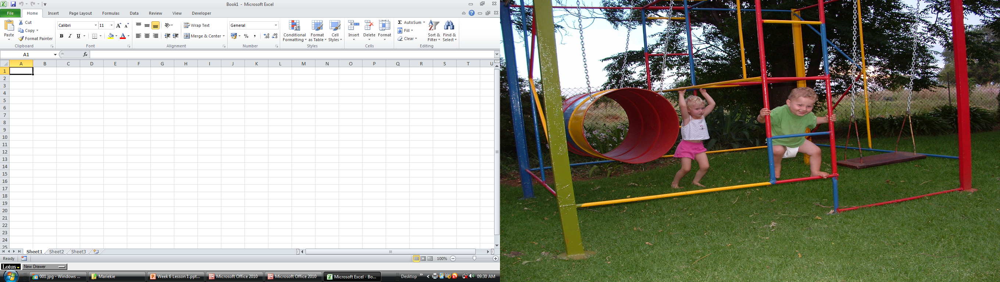 Book1 - Microsoft Excel
File Home Insert Page Layout Formulas Data Review View Developer
Paste
Cut
Copy
Format Painter
Clipboard
Calibri 11
B I U
Font
Wrap Text
Merge & Center
Alignment
General
% ,
Number
Conditional Formatting
Format as Table
Cell Styles
Styles
Insert Delete Format
Cells
Σ AutoSum
Fill
Clear
Sort & Filter
Find & Select
Editing
A1 fx
A B C D E F G H I J K L M N O P Q R S T U
1
2
3
4
5
6
7
8
9
10
11
12
13
14
15
16
17
18
19
20
21
22
23
24
25
Sheet1 Sheet2 Sheet3
Ready 100%
Lotus New Drawer
001.jpg - Windows ... Mariekie Week 6 Lesson 1.ppt... Microsoft Office 2010 Microsoft Office 2010 Microsoft Excel - Bo... Desktop 09:30 AM